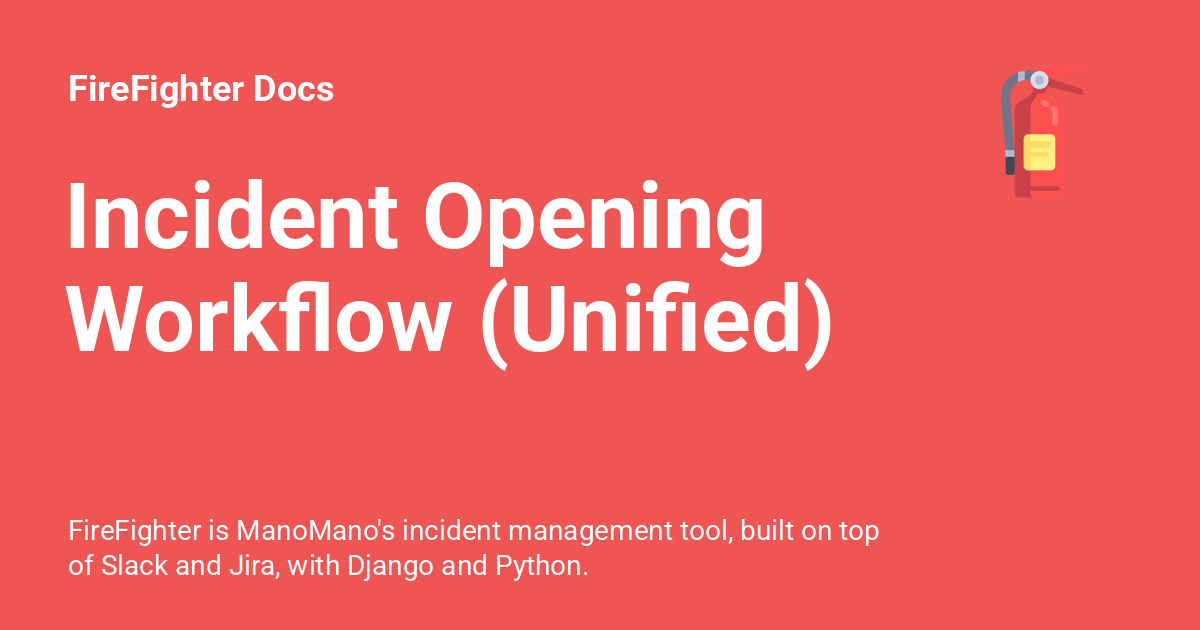 FireFighter Docs
Incident Opening
Workflow (Unified)
FireFighter is ManoMano's incident management tool, built on top
of Slack and Jira, with Django and Python.